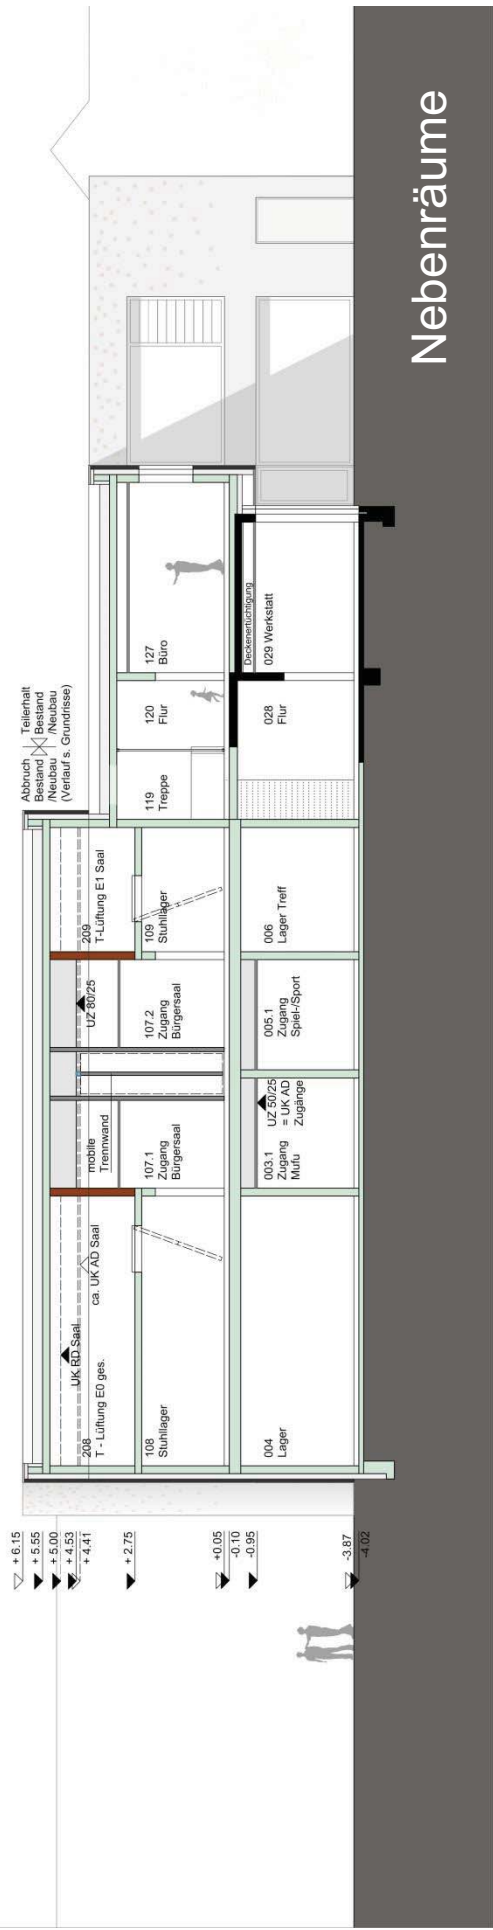 + 6.15
+ 5.55
+ 5.00
+ 4.53
+ 4.41
+ 2.75
+0.05
-0.10
-0.95
-3.87
-4.02
UK RD Saal
ca. UK AD Saal
208
T - Lüftung E0 ges.
108
Stuhllager
004
Lager
mobile
Trennwand
107.1
Zugang
Bürgersaal
003.1
Zugang
Mufu
UZ 50/25
= UK AD
Zugänge
UZ 80/25
107.2
Zugang
Bürgersaal
005.1
Zugang
Spiel-/Sport
209
T-Lüftung E1 Saal
109
Stuhllager
006
Lager Treff
Abbruch
Bestand
/Neubau
Teilerhalt
Bestand
/Neubau
(Verlauf s. Grundrisse)
119
Treppe
120
Flur
127
Büro
028
Flur
Deckenertüchtigung
029 Werkstatt
Nebenräume